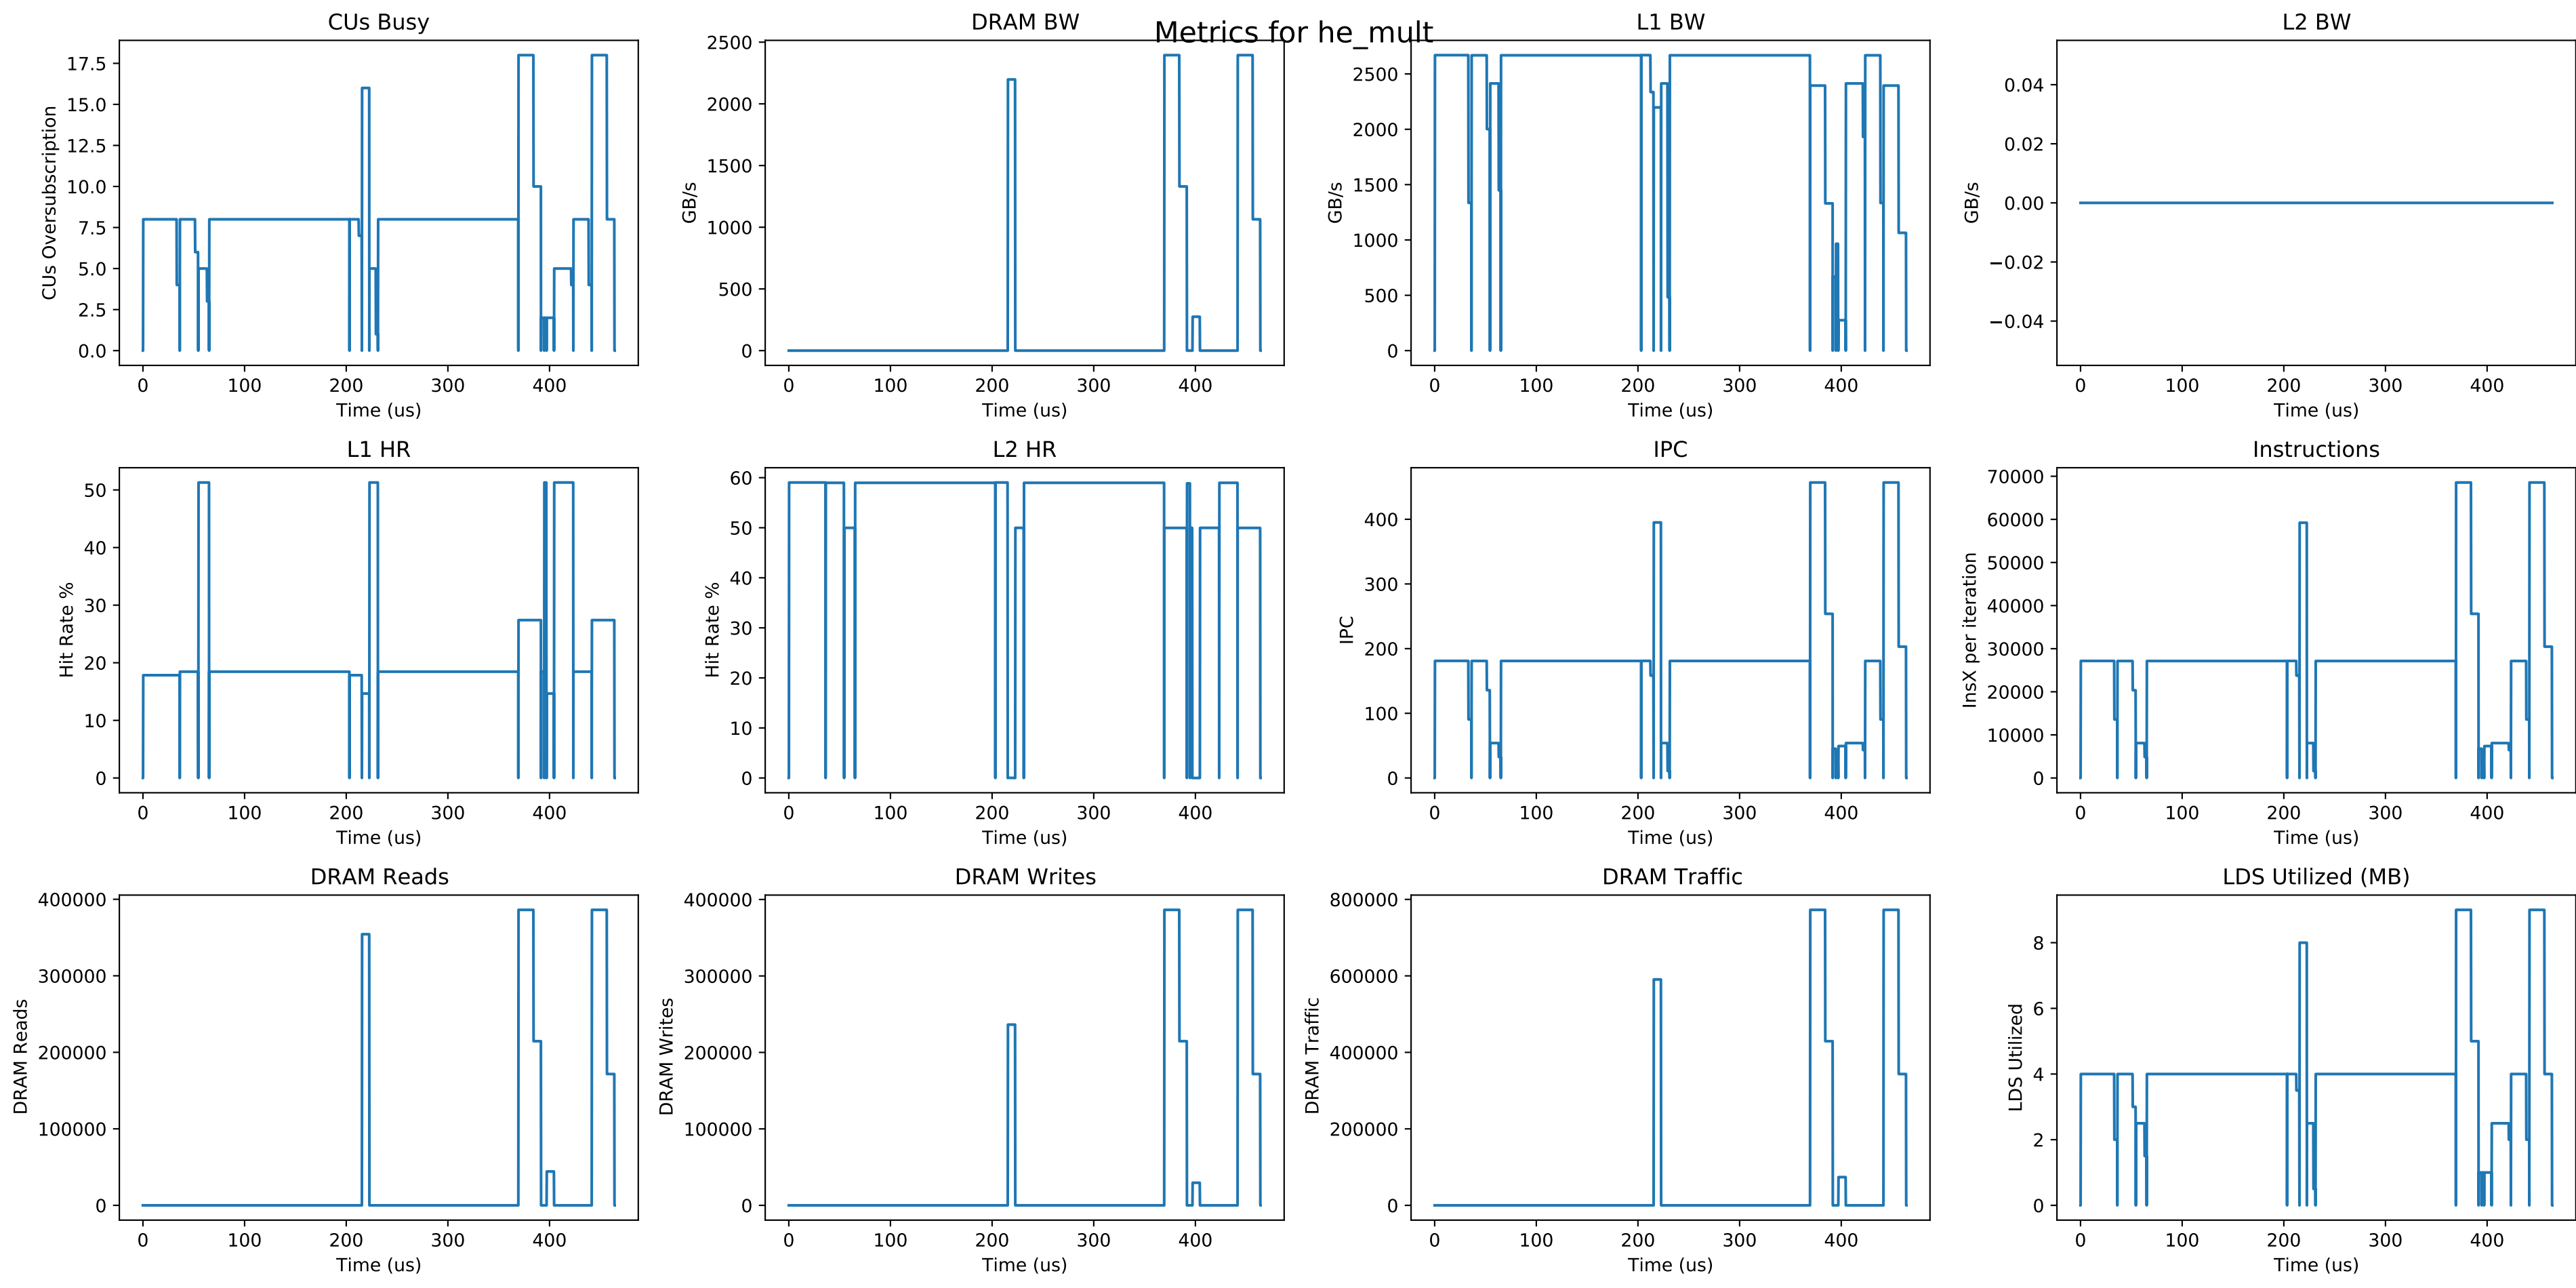 Metrics for he_mult
CUs Busy
CUs Oversubscription
17.5
15.0
12.5
10.0
7.5
5.0
2.5
0.0
0 100 200 300 400
Time (us)
DRAM BW
GB/s
2500
2000
1500
1000
500
0
0 100 200 300 400
Time (us)
L1 BW
GB/s
2500
2000
1500
1000
500
0
0 100 200 300 400
Time (us)
L2 BW
GB/s
0.04
0.02
0.00
−0.02
−0.04
0 100 200 300 400
Time (us)
L1 HR
Hit Rate %
50
40
30
20
10
0
0 100 200 300 400
Time (us)
L2 HR
Hit Rate %
60
50
40
30
20
10
0
0 100 200 300 400
Time (us)
IPC
IPC
400
300
200
100
0
0 100 200 300 400
Time (us)
Instructions
InsX per iteration
70000
60000
50000
40000
30000
20000
10000
0
0 100 200 300 400
Time (us)
DRAM Reads
DRAM Reads
400000
300000
200000
100000
0
0 100 200 300 400
Time (us)
DRAM Writes
DRAM Writes
400000
300000
200000
100000
0
0 100 200 300 400
Time (us)
DRAM Traffic
DRAM Traffic
800000
600000
400000
200000
0
0 100 200 300 400
Time (us)
LDS Utilized (MB)
LDS Utilized
8
6
4
2
0
0 100 200 300 400
Time (us)